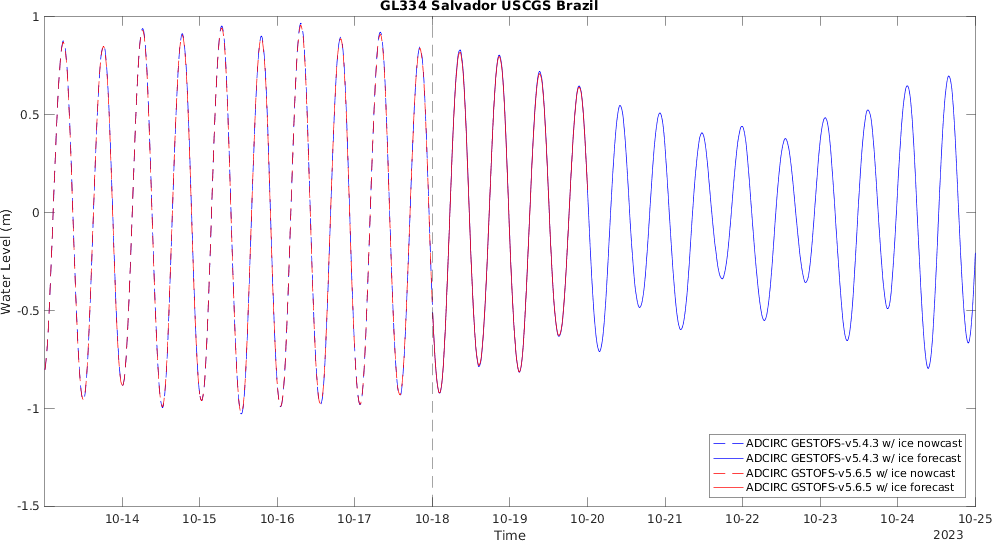 GL334 Salvador USCGS Brazil
1
0.5
0
-0.5
-1
-1.5
Water Level (m)
ADCIRC GESTOFS-v5.4.3 w/ ice nowcast
ADCIRC GESTOFS-v5.4.3 w/ ice forecast
ADCIRC GSTOFS-v5.6.5 w/ ice nowcast
ADCIRC GSTOFS-v5.6.5 w/ ice forecast
10-14 10-15 10-16 10-17 10-18 10-19 10-20 10-21 10-22 10-23 10-24 10-25
Time
2023